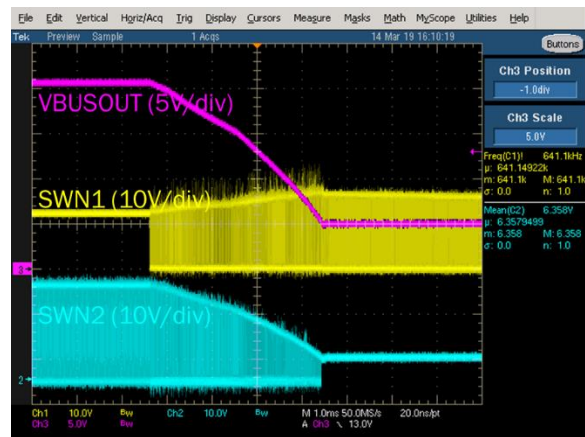 File Edit Vertical Horiz/Acq Trig Display Cursors Measure Masks Math MyScope Utilities Help
Tek Preview Sample 1 Acqs 14 Mar 19 16:10:19
Buttons
Ch3 Position
-1.0div
Ch3 Scale
5.0V
VBUSOUT (5V/div)
Freq(C1)! 641.1kHz
µ: 641.14922k
m: 641.1k M: 641.1k
σ: 0.0 n: 1.0
SWN1 (10V/div)
Mean(C2) 6.358V
µ: 6.3579499
m: 6.358 M: 6.358
σ: 0.0 n: 1.0
3
SWN2 (10V/div)
2
Ch1 10.0V Bw Ch2 10.0V Bw M 1.0ms 50.0MS/s 20.0ns/pt
Ch3 5.0V Bw A Ch3 \ 13.0V